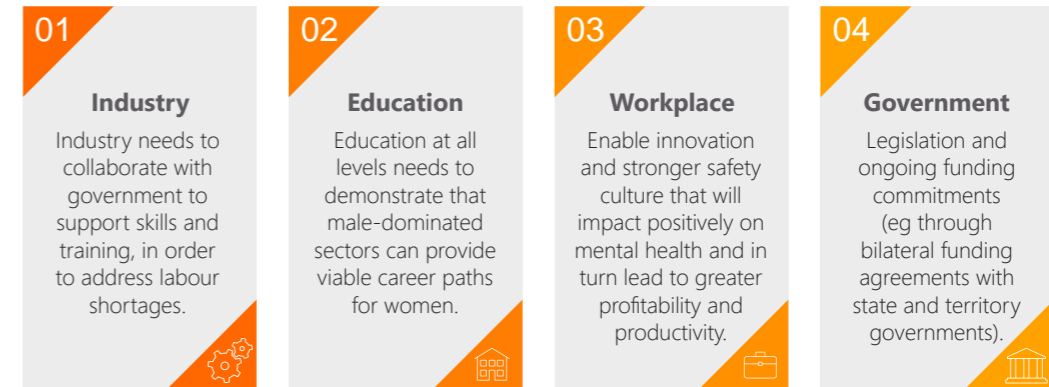 01
Industry
Industry needs to
collaborate with
government to
support skills and
training, in order
to address labour
shortages.
02
Education
Education at all
levels needs to
demonstrate that
male-dominated
sectors can provide
viable career paths
for women.
03
Workplace
Enable innovation
and stronger safety
culture that will
impact positively on
mental health and in
turn lead to greater
profitability and
productivity.
04
Government
Legislation and
ongoing funding
commitments
(eg through
bilateral funding
agreements with
state and territory
governments).